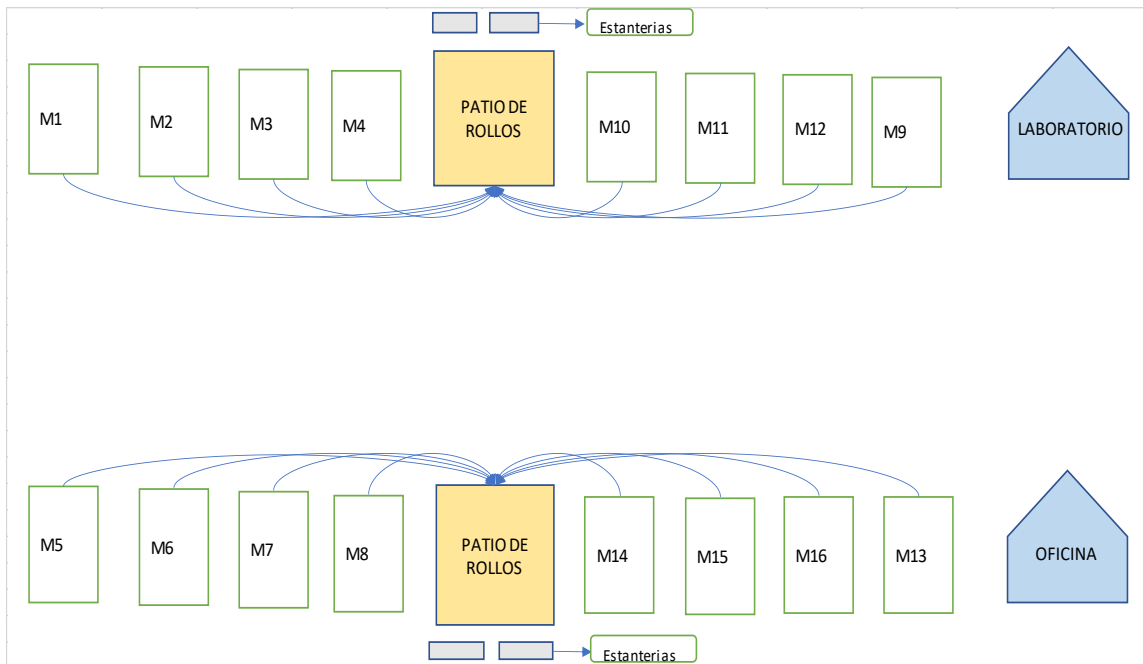 Estanterias
M1
M2
M3
M4
PATIO DE
ROLLOS
M10
M11
M12
M9
LABORATORIO
M5
M6
M7
M8
PATIO DE
ROLLOS
M14
M15
M16
M13
OFICINA
Estanterias